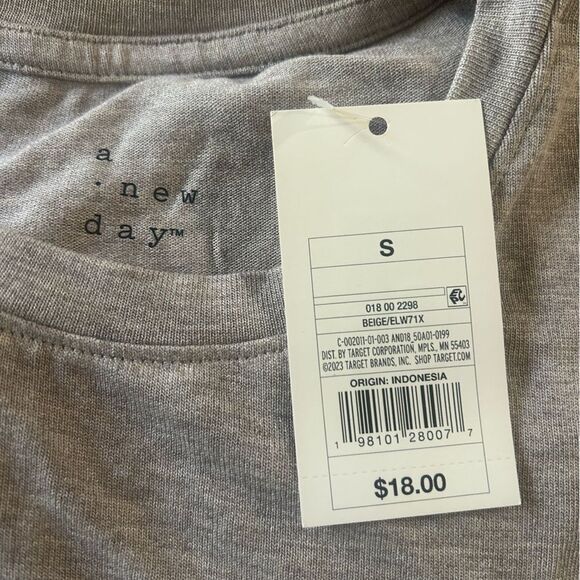 a
new
day™
S
018 00 2298
BEIGE/ELW71X
C-002011-01-003 AND18_50A01-0199
DIST. BY TARGET CORPORATION, MPLS., MN 55403
©2023 TARGET BRANDS, INC. SHOP TARGET.COM
ORIGIN: INDONESIA
1 98101 28007 7
$18.00